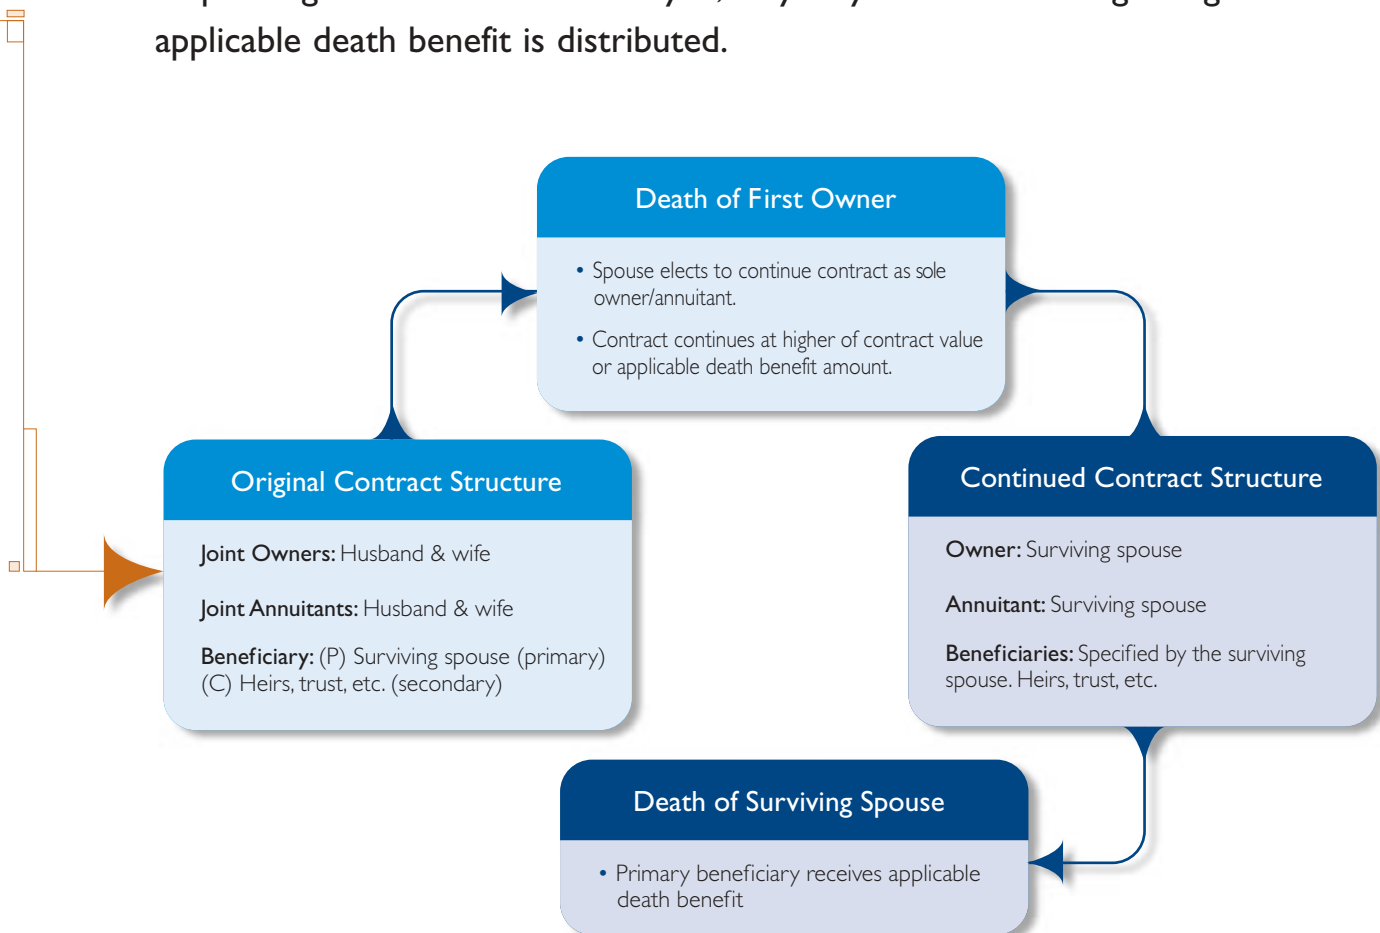 applicable death benefit is distributed.
Death of First Owner
• Spouse elects to continue contract as sole
owner/annuitant.
• Contract continues at higher of contract value
or applicable death benefit amount.
Original Contract Structure
Joint Owners: Husband & wife
Joint Annuitants: Husband & wife
Beneficiary: (P) Surviving spouse (primary)
(C) Heirs, trust, etc. (secondary)
Continued Contract Structure
Owner: Surviving spouse
Annuitant: Surviving spouse
Beneficiaries: Specified by the surviving
spouse. Heirs, trust, etc.
Death of Surviving Spouse
• Primary beneficiary receives applicable
death benefit